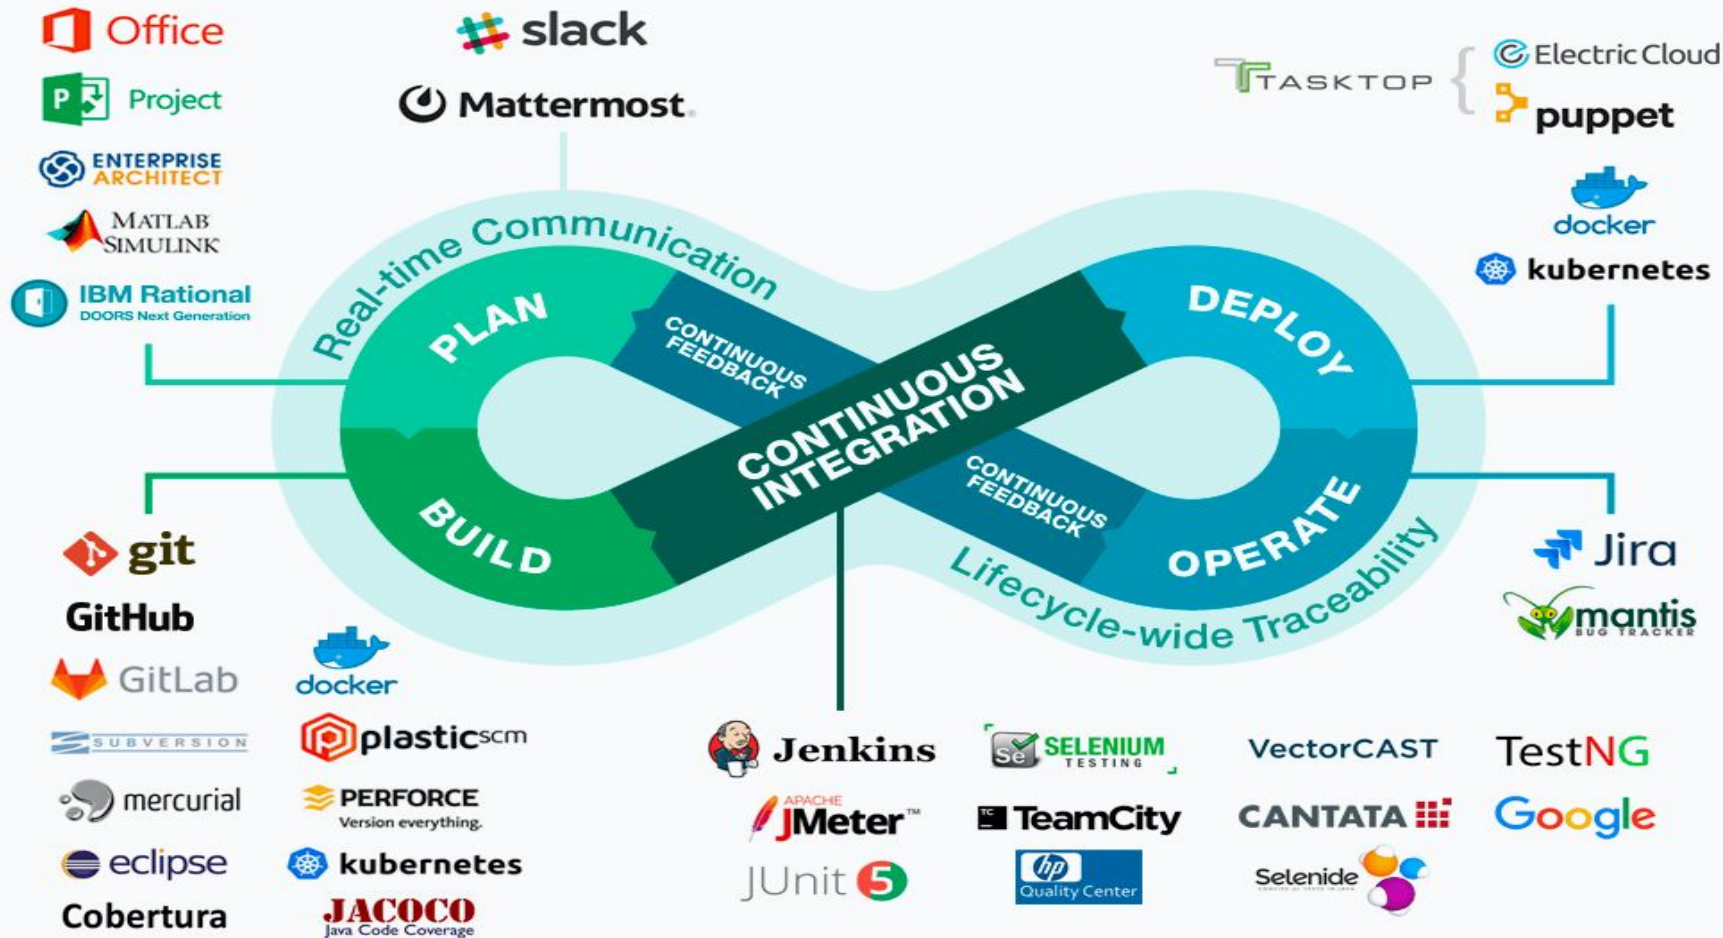 Office
Project
ENTERPRISE
ARCHITECT
MATLAB
SIMULINK
IBM Rational
DOORS Next Generation
slack
Mattermost
TASKTOP
Electric Cloud
puppet
docker
kubernetes
Real-time Communication
PLAN
CONTINUOUS
FEEDBACK
CONTINUOUS
INTEGRATION
DEPLOY
BUILD
CONTINUOUS
FEEDBACK
OPERATE
Lifecycle-wide Traceability
git
GitHub
GitLab
SUBVERSION
mercurial
eclipse
Cobertura
docker
plasticscm
PERFORCE
Version everything.
kubernetes
JACOCO
Java Code Coverage
Jenkins
APACHE
JMeter™
JUnit 5
Se
SELENIUM
TESTING
TC
TeamCity
hp
Quality Center
VectorCAST
CANTATA
Selenide
TestNG
Google
Jira
mantis
BUG TRACKER